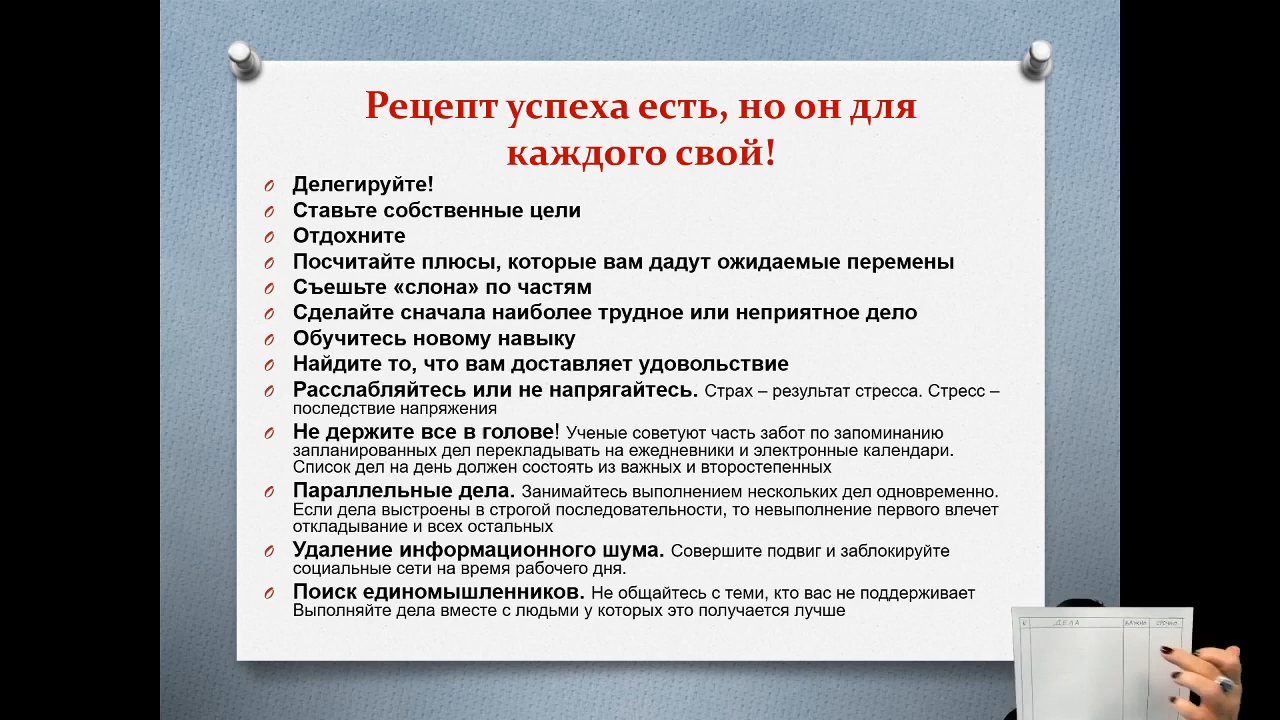 Рецепт успеха есть, но он для
каждого свой!
Делегируйте!
Ставьте собственные цели
Отдохните
Посчитайте плюсы, которые вам дадут ожидаемые перемены
Съешьте «слона» по частям
Сделайте сначала наиболее трудное или неприятное дело
Обучитесь новому навыку
Найдите то, что вам доставляет удовольствие
Расслабляйтесь или не напрягайтесь. Страх – результат стресса. Стресс –
последствие напряжения
Не держите все в голове! Ученые советуют часть забот по запоминанию
запланированных дел перекладывать на ежедневники и электронные календари.
Список дел на день должен состоять из важных и второстепенных
Параллельные дела. Занимайтесь выполнением нескольких дел одновременно.
Если дела выстроены в строгой последовательности, то невыполнение первого влечет
откладывание и всех остальных
Удаление информационного шума. Совершите подвиг и заблокируйте
социальные сети на время рабочего дня.
Поиск единомышленников. Не общайтесь с теми, кто вас не поддерживает
Выполняйте дела вместе с людьми у которых это получается лучше
ДЕЛА